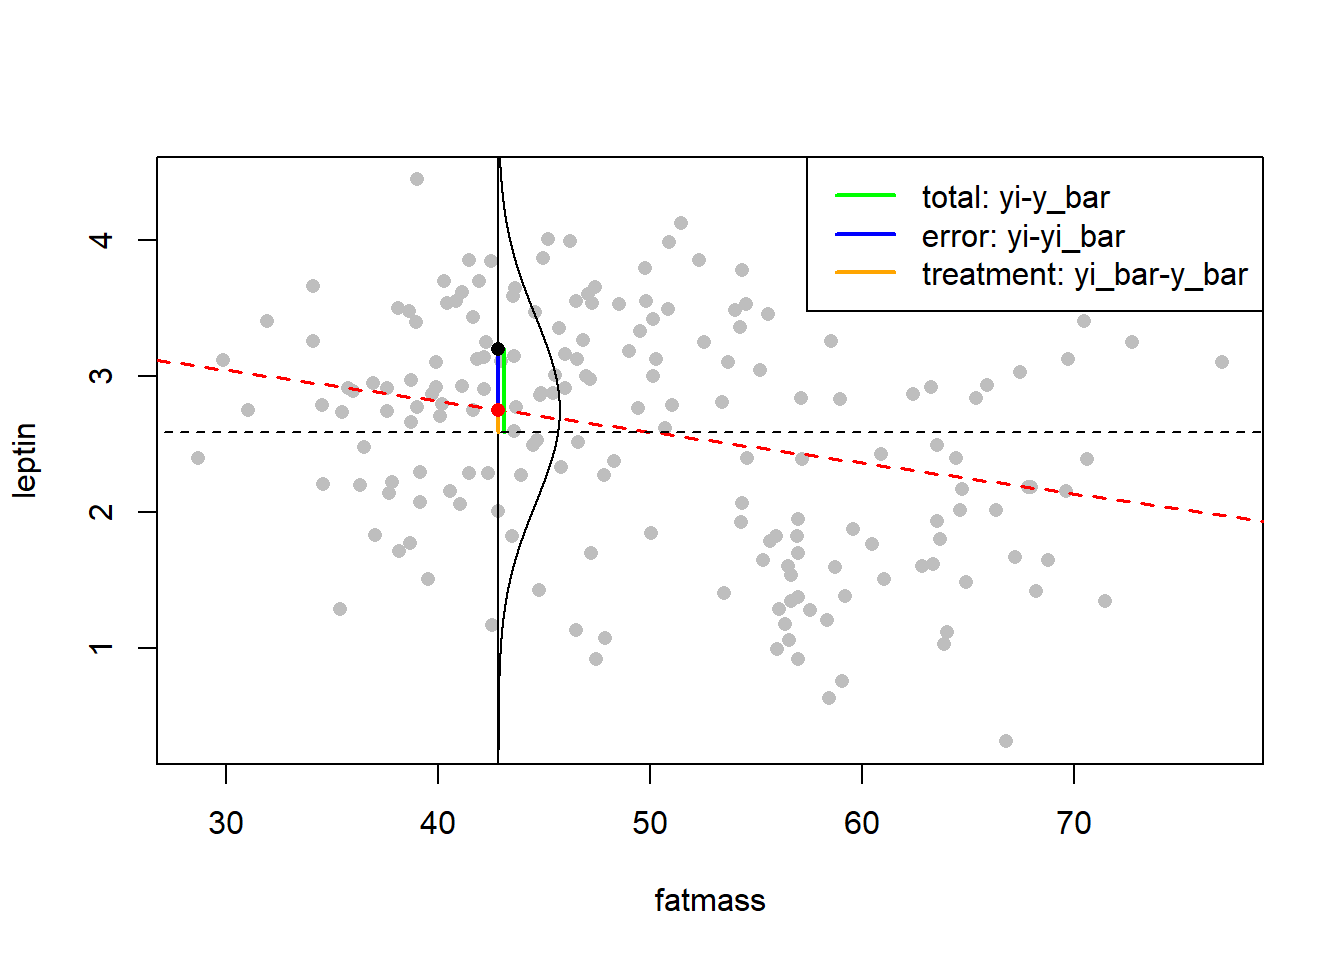 total: yi-y_bar
error: yi-yi_bar
treatment: yi_bar-y_bar
leptin
4
3
2
1
30 40 50 60 70
fatmass